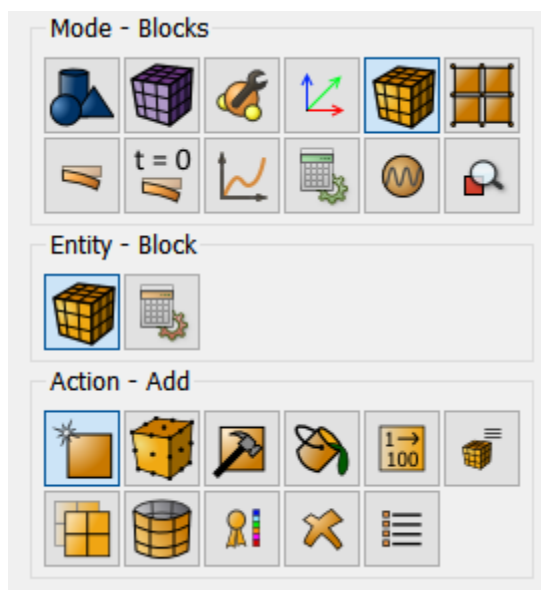 Mode - Blocks
t = 0
Entity - Block
Action - Add
1→
100